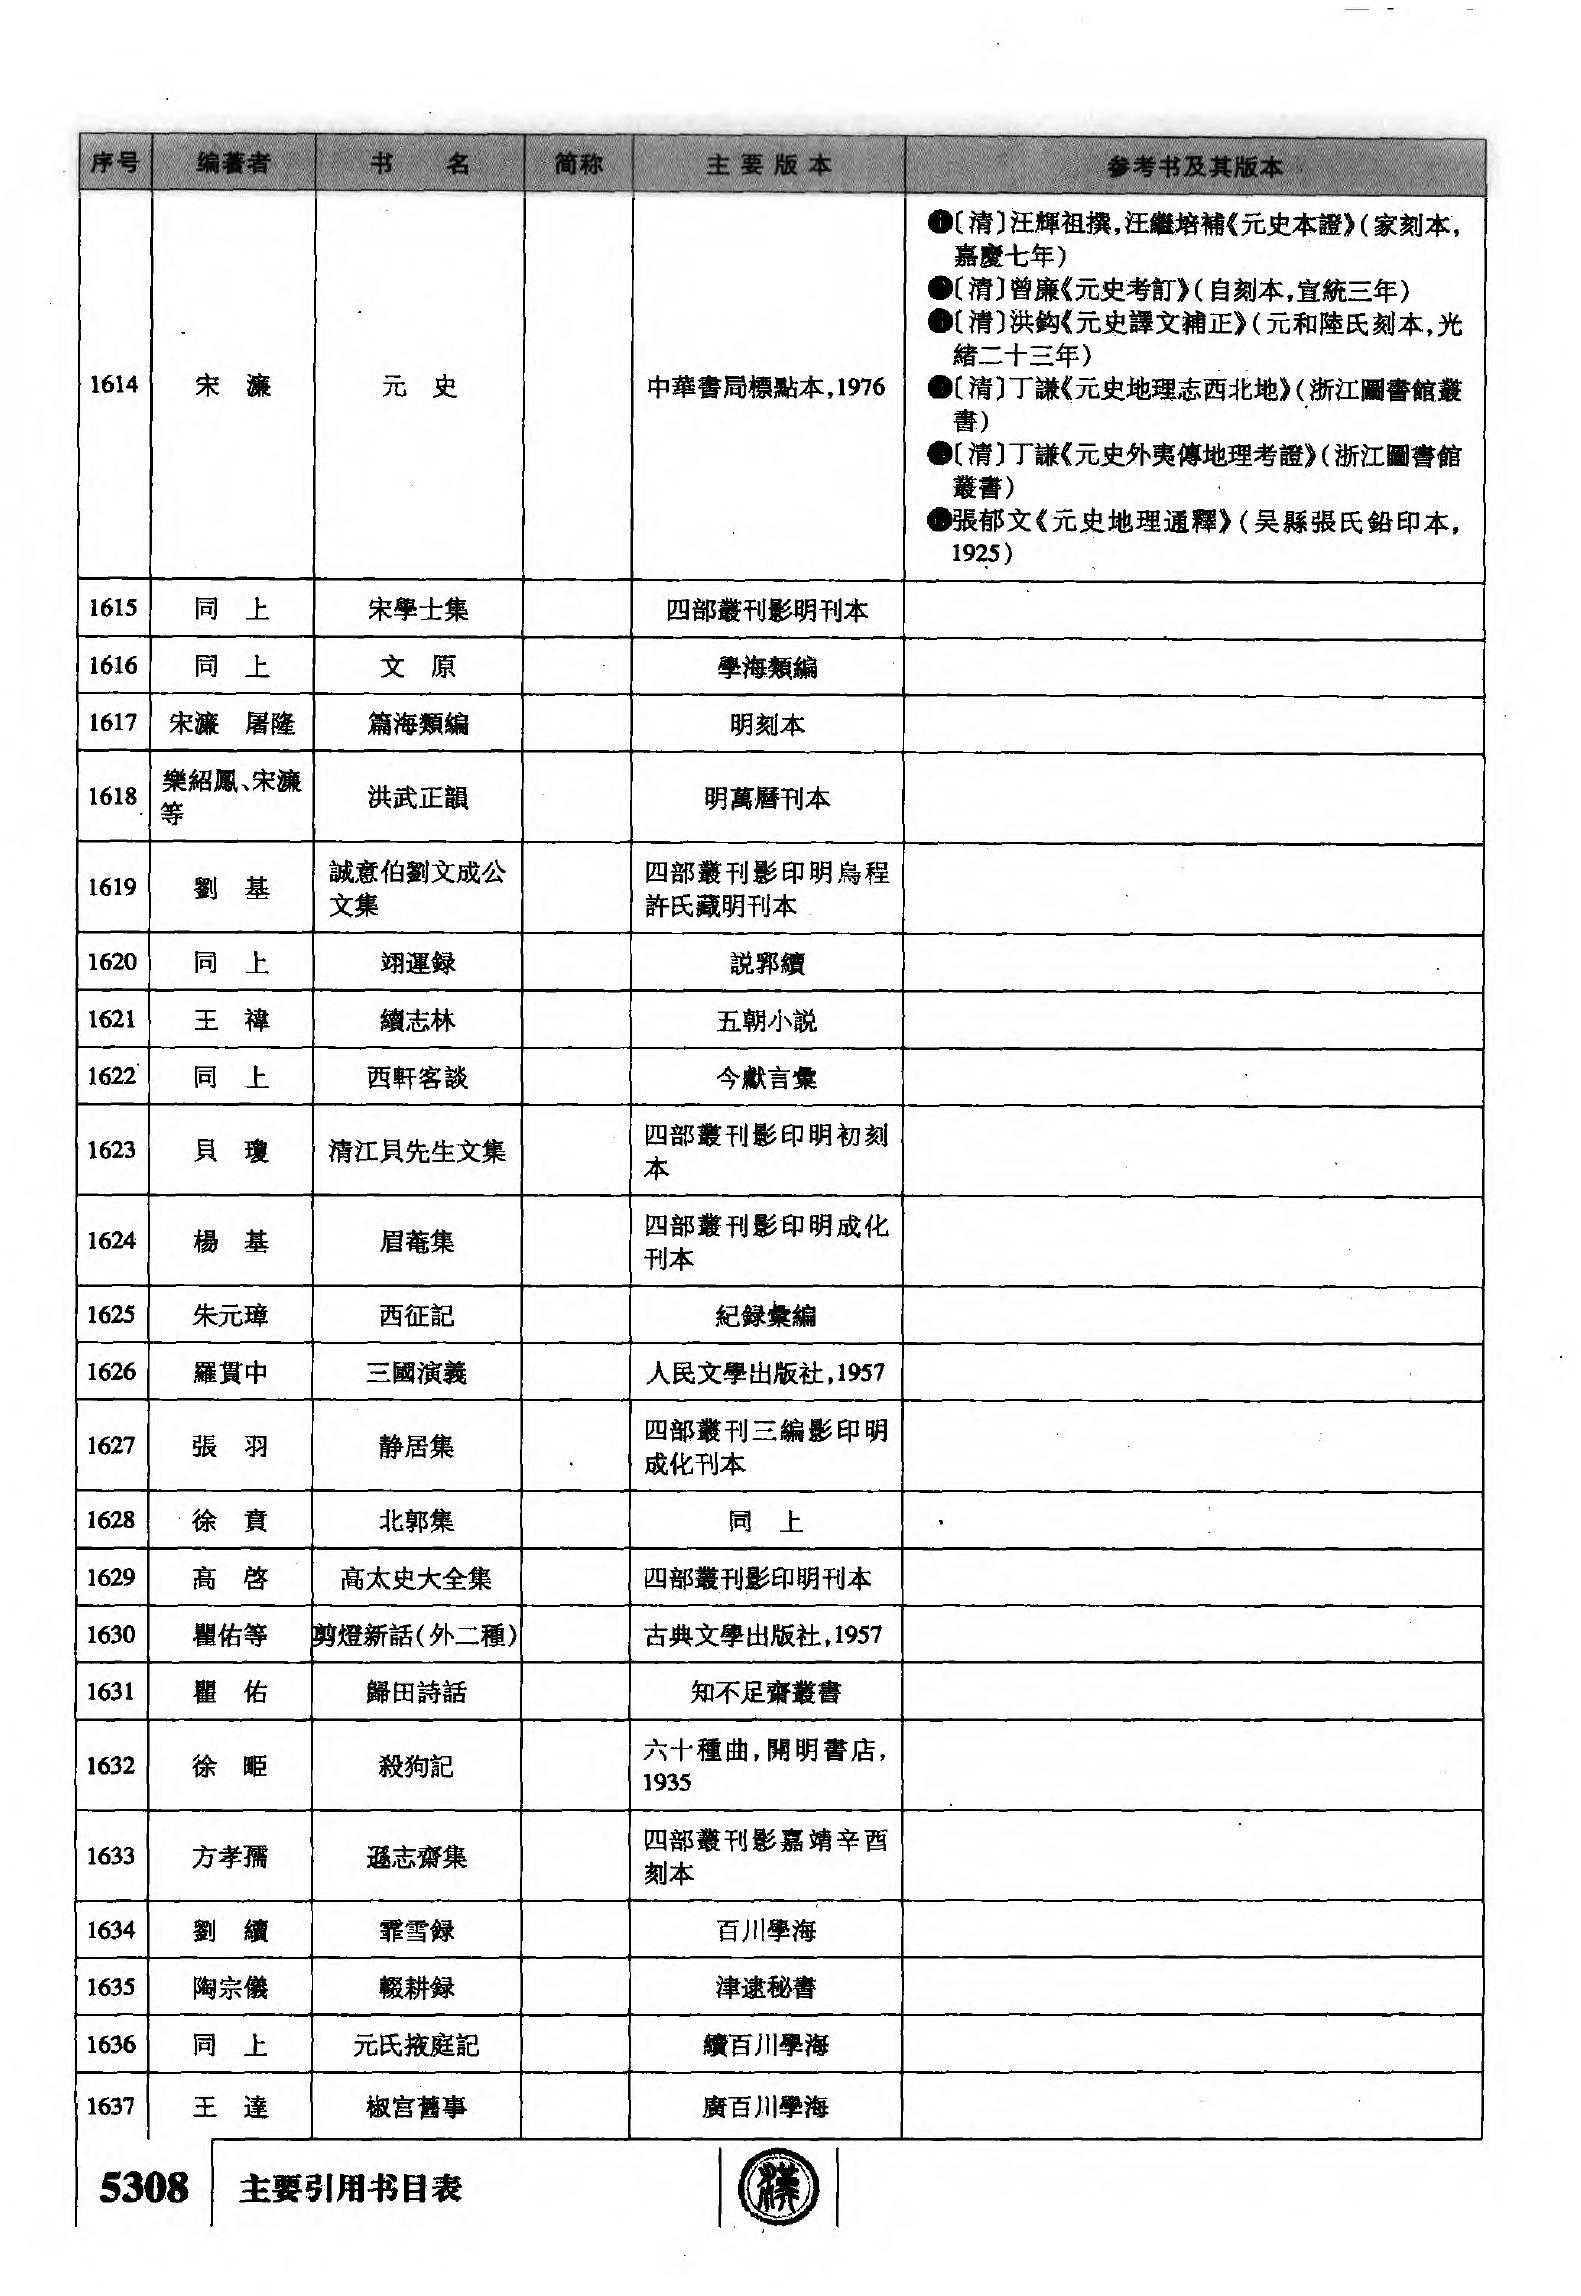 序号 编著者 书 名 简称 主要版本 参考书及其版本
1614 宋 濂 元 史 中華書局標點本,1976
〔清〕汪輝祖撰,汪繼培補《元史本證》(家刻本,
嘉慶七年)
〔清〕曾廉《元史考訂》(自刻本,宣統三年)
〔清〕洪鈞《元史譯文補正》(元和陸氏刻本,光
緒二十三年)
〔清〕丁謙《元史地理志西北地》(浙江圖書館叢
書)
〔清〕丁謙《元史外夷傳地理考證》(浙江圖書館
叢書)
張郁文《元史地理通釋》(吴縣張氏鉛印本,
1925)
1615 同 上 宋學士集 四部叢刊影明刊本
1616 同 上 文 原 學海類編
1617 宋濂 屠隆 篇海類編 明刻本
1618 樂紹鳳、宋濂
等 洪武正韻 明萬曆刊本
1619 劉 基 誠意伯劉文成公
文集 四部叢刊影印明烏程
許氏藏明刊本
1620 同 上 翊運録 説郛續
1621 王 禕 續志林 五朝小説
1622 同 上 西軒客談 今獻言彙
1623 貝 瓊 清江貝先生文集 四部叢刊影印明初刻
本
1624 楊 基 眉菴集 四部叢刊影印明成化
刊本
1625 朱元璋 西征記 紀録彙編
1626 羅貫中 三國演義 人民文學出版社,1957
1627 張 羽 静居集 四部叢刊三編影印明
成化刊本
1628 徐 賁 北郭集 同 上
1629 高 啓 高太史大全集 四部叢刊影印明刊本
1630 瞿佑等 剪燈新話(外二種) 古典文學出版社,1957
1631 瞿 佑 歸田詩話 知不足齋叢書
1632 徐 㽘 殺狗記 六十種曲,開明書店,
1935
1633 方孝孺 遜志齋集 四部叢刊影嘉靖辛酉
刻本
1634 劉 績 霏雪録 百川學海
1635 陶宗儀 輟耕録 津逮秘書
1636 同 上 元氏掖庭記 續百川學海
1637 王 達 椒宫舊事 廣百川學海
5308 主要引用书目表 漢